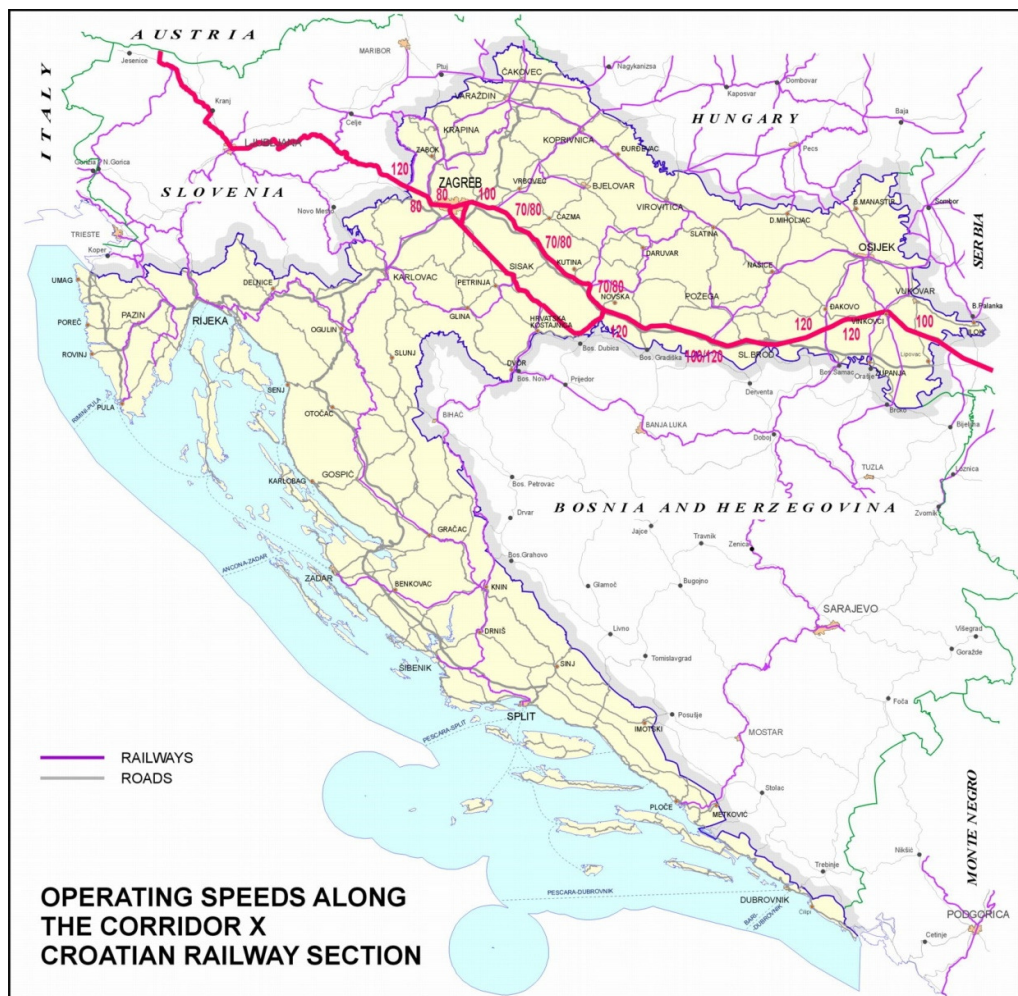 AUSTRIA
ITALY
SLOVENIA
HUNGARY
SERBIA
BOSNIA AND HERZEGOVINA
MONTE NEGRO
Jesenice
Kranj
LJUBLJANA
MARIBOR
Ptuj
Celje
Novo Mesto
Gorizia
N.Gorica
TRIESTE
Koper
Nagykanizsa
Kaposvar
Dombovar
Baja
Pecs
Sombor
B.Palanka
ČAKOVEC
VARAŽDIN
KRAPINA
ZABOK
ZAGREB
VRBOVEC
KOPRIVNICA
ĐURĐEVAC
BJELOVAR
ČAZMA
VIROVITICA
SLATINA
D.MIHOLJAC
B.MANASTIR
OSIJEK
NAŠICE
VUKOVAR
ĐAKOVO
VINKOVCI
ILOK
Lipovac
ŽUPANJA
SL.BROD
POŽEGA
DARUVAR
KUTINA
NOVSKA
SISAK
PETRINJA
GLINA
HRVATSKA
KOSTAJNICA
DVOR
KARLOVAC
OGULIN
SLUNJ
DELNICE
RIJEKA
UMAG
POREČ
PAZIN
ROVINJ
PULA
SENJ
OTOČAC
GOSPIĆ
KARLOBAG
GRAČAC
ZADAR
BENKOVAC
KNIN
DRNIŠ
ŠIBENIK
SINJ
SPLIT
IMOTSKI
PLOČE
METKOVIĆ
DUBROVNIK
Bos. Dubica
Bos. Gradiška
Bos. Novi
Prijedor
BIHAĆ
BANJA LUKA
Derventa
Doboj
Bos.Samac
Orašje
Brčko
Bijeljina
TUZLA
Loznica
Zvornik
Bos. Petrovac
Drvar
Bos.Grahovo
Jajce
Travnik
Zenica
Glamoč
Bugojno
Livno
Tomislavgrad
SARAJEVO
Višegrad
Goražde
Foča
Posušje
MOSTAR
Stolac
Trebinje
Nikšić
PODGORICA
Cetinje
120
80
80
100
70/80
70/80
70/80
120
100/120
120
120
100
RIMINI-PULA
ANCONA-ZADAR
PESCARA-SPLIT
PESCARA-DUBROVNIK
BARI-
DUBROVNIK
RAILWAYS
ROADS
OPERATING SPEEDS ALONG
THE CORRIDOR X
CROATIAN RAILWAY SECTION